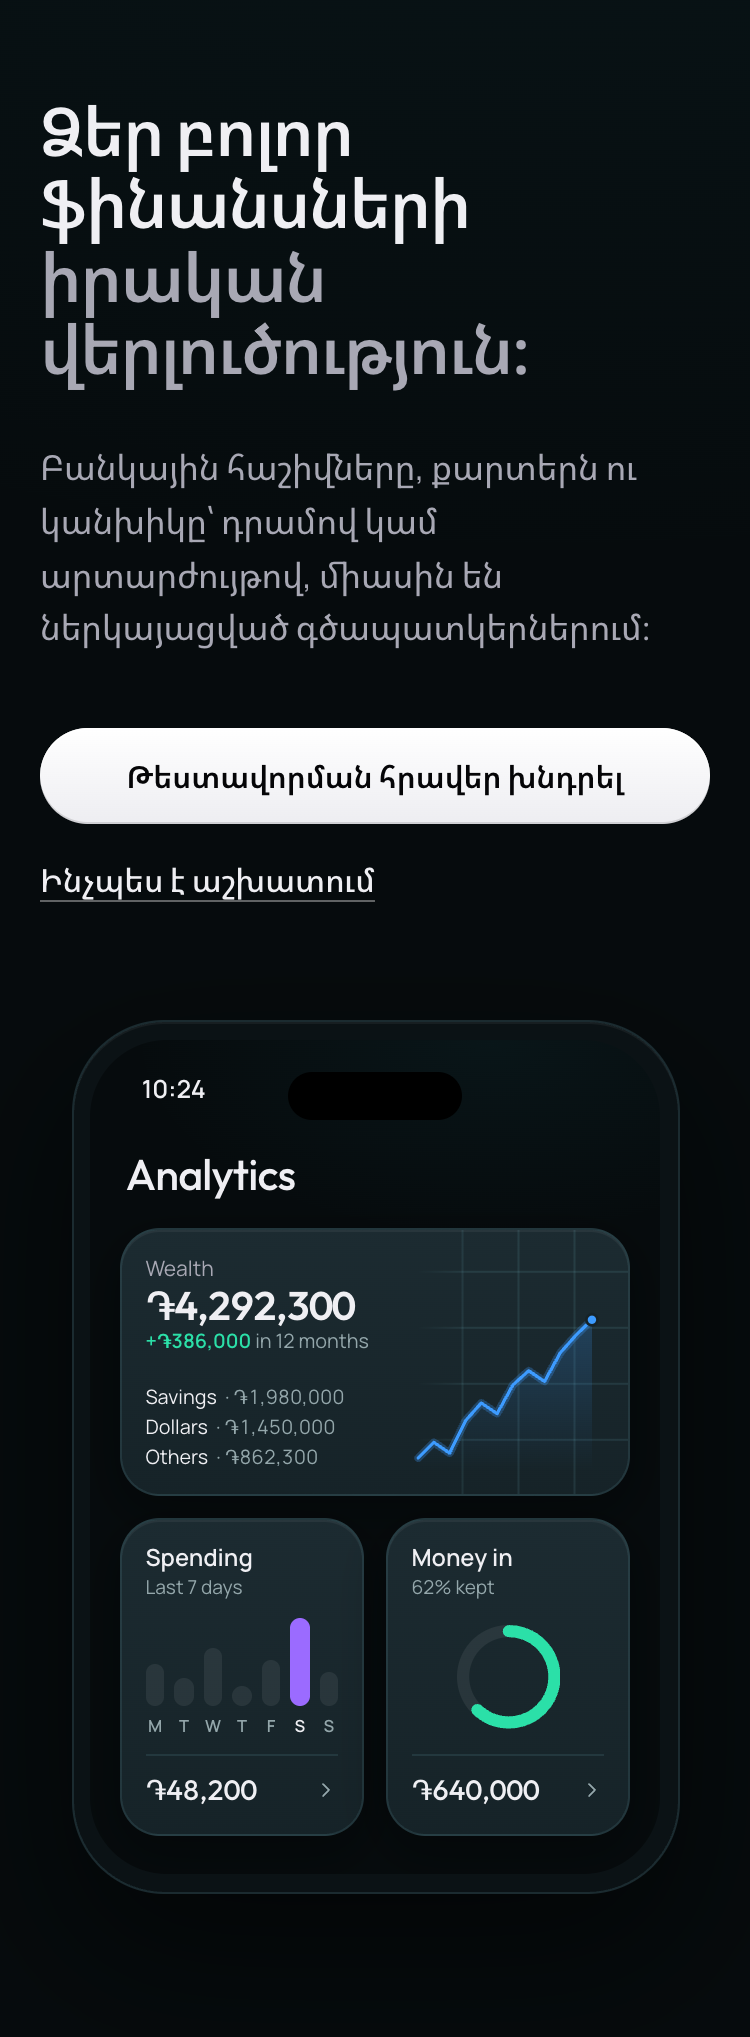 Ձեր բոլոր
ֆինանսների
իրական
վերլուծություն:
Բանկային հաշիվները, քարտերն ու
կանխիկը՝ դրամով կամ
արտարժույթով, միասին են
ներկայացված գծապատկերներում:
Թեստավորման հրավեր խնդրել
Ինչպես է աշխատում
10:24
Analytics
Wealth
֏4,292,300
+֏386,000 in 12 months
Savings · ֏1,980,000
Dollars · ֏1,450,000
Others · ֏862,300
Spending
Last 7 days
M T W T F S S
֏48,200
Money in
62% kept
֏640,000